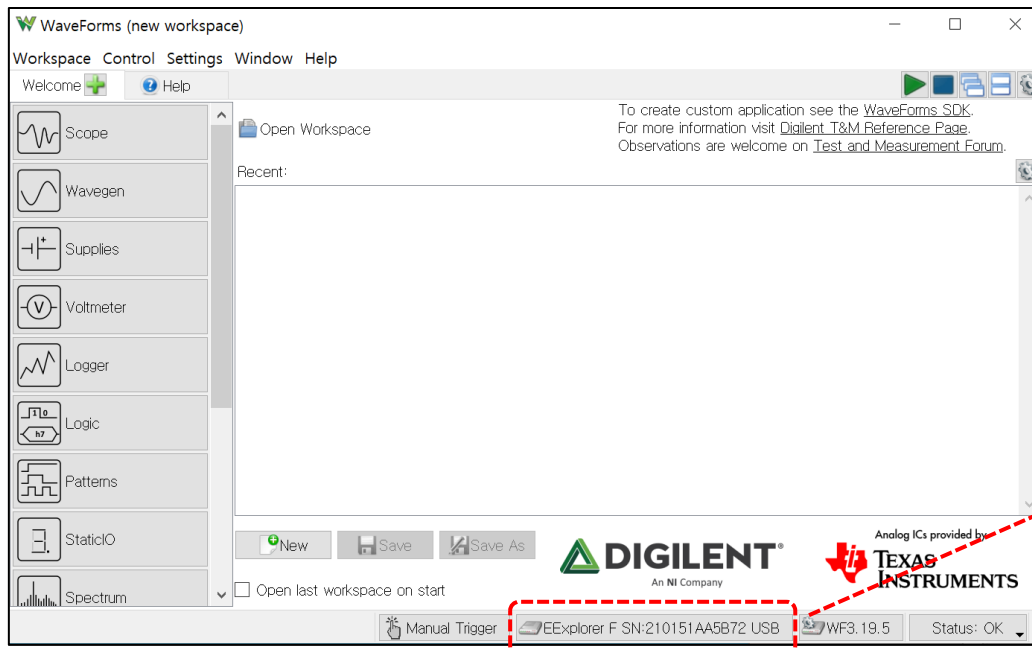 WaveForms (new workspace)
Workspace Control Settings Window Help
Welcome Help
To create custom application see the WaveForms SDK.
For more information visit Digilent T&M Reference Page.
Observations are welcome on Test and Measurement Forum.
Open Workspace
Recent:
Scope
Wavegen
Supplies
Voltmeter
Logger
Logic
Patterns
StaticIO
Spectrum
New Save Save As
Open last workspace on start
DIGILENT®
An NI Company
Analog ICs provided by
TEXAS
INSTRUMENTS
Manual Trigger EExplorer F SN:210151AA5B72 USB WF3.19.5 Status: OK